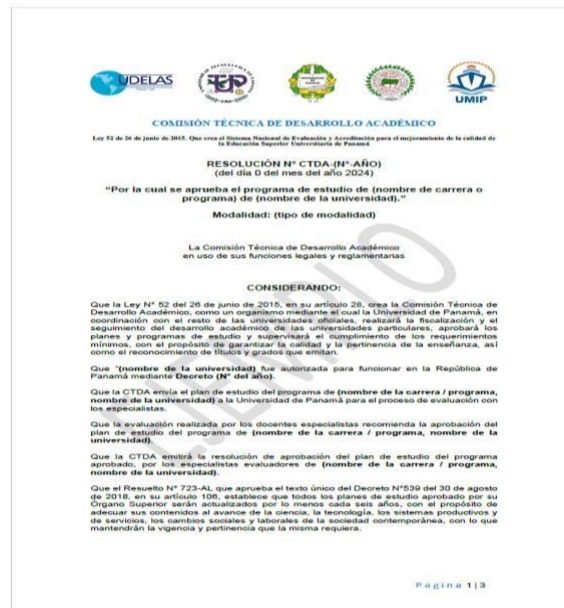 UDELAS
UTP
UMIP
COMISIÓN TÉCNICA DE DESARROLLO ACADÉMICO
Ley 52 de 26 de junio de 2015. Que crea el Sistema Nacional de Evaluación y Acreditación para el mejoramiento de la calidad de
la Educación Superior Universitaria de Panamá
RESOLUCIÓN N° CTDA-(N°-AÑO)
(del día 0 del mes del año 2024)
"Por la cual se aprueba el programa de estudio de (nombre de carrera o
programa) de (nombre de la universidad)."
Modalidad: (tipo de modalidad)
La Comisión Técnica de Desarrollo Académico
en uso de sus funciones legales y reglamentarias
CONSIDERANDO:
Que la Ley N° 52 del 26 de junio de 2015, en su artículo 28, crea la Comisión Técnica de
Desarrollo Académico, como un organismo mediante el cual la Universidad de Panamá, en
coordinación con el resto de las universidades oficiales, realizará la fiscalización y el
seguimiento del desarrollo académico de las universidades particulares, aprobará los
planes y programas de estudio y supervisará el cumplimiento de los requerimientos
mínimos, con el propósito de garantizar la calidad y la pertinencia de la enseñanza, así
como el reconocimiento de títulos y grados que emitan.
Que "(nombre de la universidad) fue autorizada para funcionar en la República de
Panamá mediante Decreto (N° del año).
Que la CTDA envía el plan de estudio del programa de (nombre de la carrera / programa,
nombre de la universidad) a la Universidad de Panamá para el proceso de evaluación con
los especialistas.
Que la evaluación realizada por los docentes especialistas recomienda la aprobación del
plan de estudio del programa de (nombre de la carrera / programa, nombre de la
universidad).
Que la CTDA emitirá la resolución de aprobación del plan de estudio del programa
aprobado, por los especialistas evaluadores de (nombre de la carrera / programa,
nombre de la universidad).
Que el Resuelto N° 723-AL que aprueba el texto único del Decreto N°539 del 30 de agosto
de 2018, en su artículo 106, establece que todos los planes de estudio aprobado por su
Órgano Superior serán actualizados por lo menos cada seis años, con el propósito de
adecuar sus contenidos al avance de la ciencia, la tecnología, los sistemas productivos y
de servicios, los cambios sociales y laborales de la sociedad contemporánea, con lo que
mantendrán la vigencia y pertinencia que la misma requiera.
EJEMPLO
Página 1|3